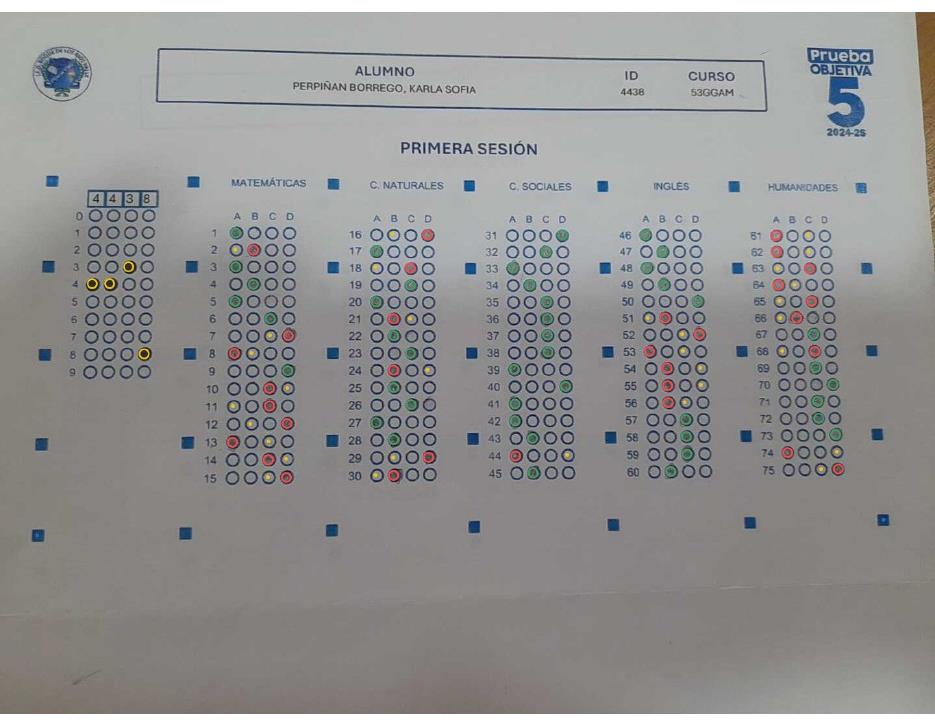 Prueba
OBJETIVA
5
2024-25
ALUMNO ID CURSO
PERPIÑAN BORREGO, KARLA SOFIA 4438 53GGAM
PRIMERA SESIÓN
MATEMÁTICAS C. NATURALES C. SOCIALES INGLÉS HUMANIDADES
4 4 3 8
A B C D A B C D A B C D A B C D A B C D
0
1 1 16 31 46 61
2 2 17 32 47 62
3 3 18 33 48 63
4 4 19 34 49 64
5 5 20 35 50 65
6 6 21 36 51 66
7 7 22 37 52 67
8 8 23 38 53 68
9 9 24 39 54 69
10 25 40 55 70
11 26 41 56 71
12 27 42 57 72
13 28 43 58 73
14 29 44 59 74
15 30 45 60 75